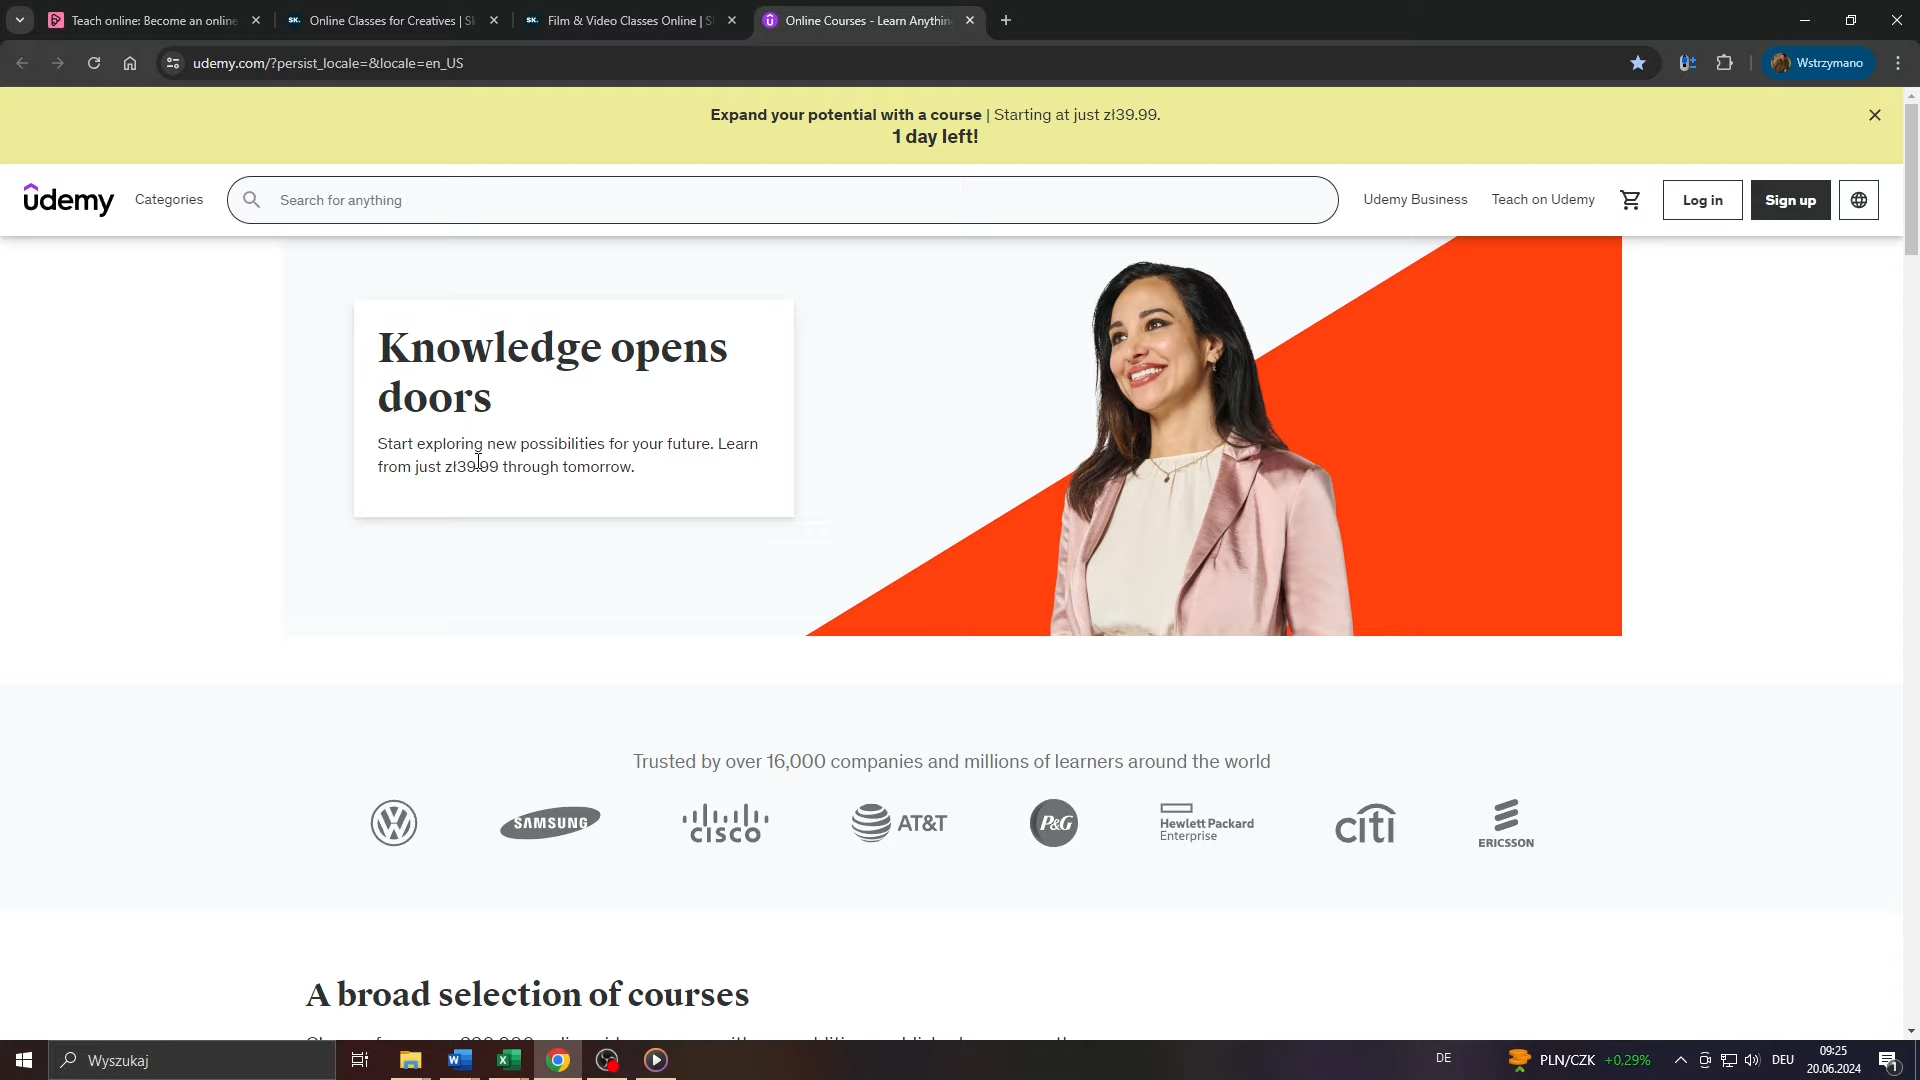 Teach online: Become an online
Online Classes for Creatives | S
Film & Video Classes Online | S
Online Courses - Learn Anythin
udemy.com/?persist_locale=&locale=en_US
Wstrzymano
Expand your potential with a course | Starting at just zł39.99.
1 day left!
udemy
Categories
Search for anything
Udemy Business
Teach on Udemy
Log in
Sign up
Knowledge opens
doors
Start exploring new possibilities for your future. Learn
from just zł39.99 through tomorrow.
Trusted by over 16,000 companies and millions of learners around the world
SAMSUNG
CISCO
AT&T
P&G
Hewlett Packard
Enterprise
citi
ERICSSON
A broad selection of courses
Wyszukaj
DE
PLN/CZK +0,29%
DEU
09:25
20.06.2024
1